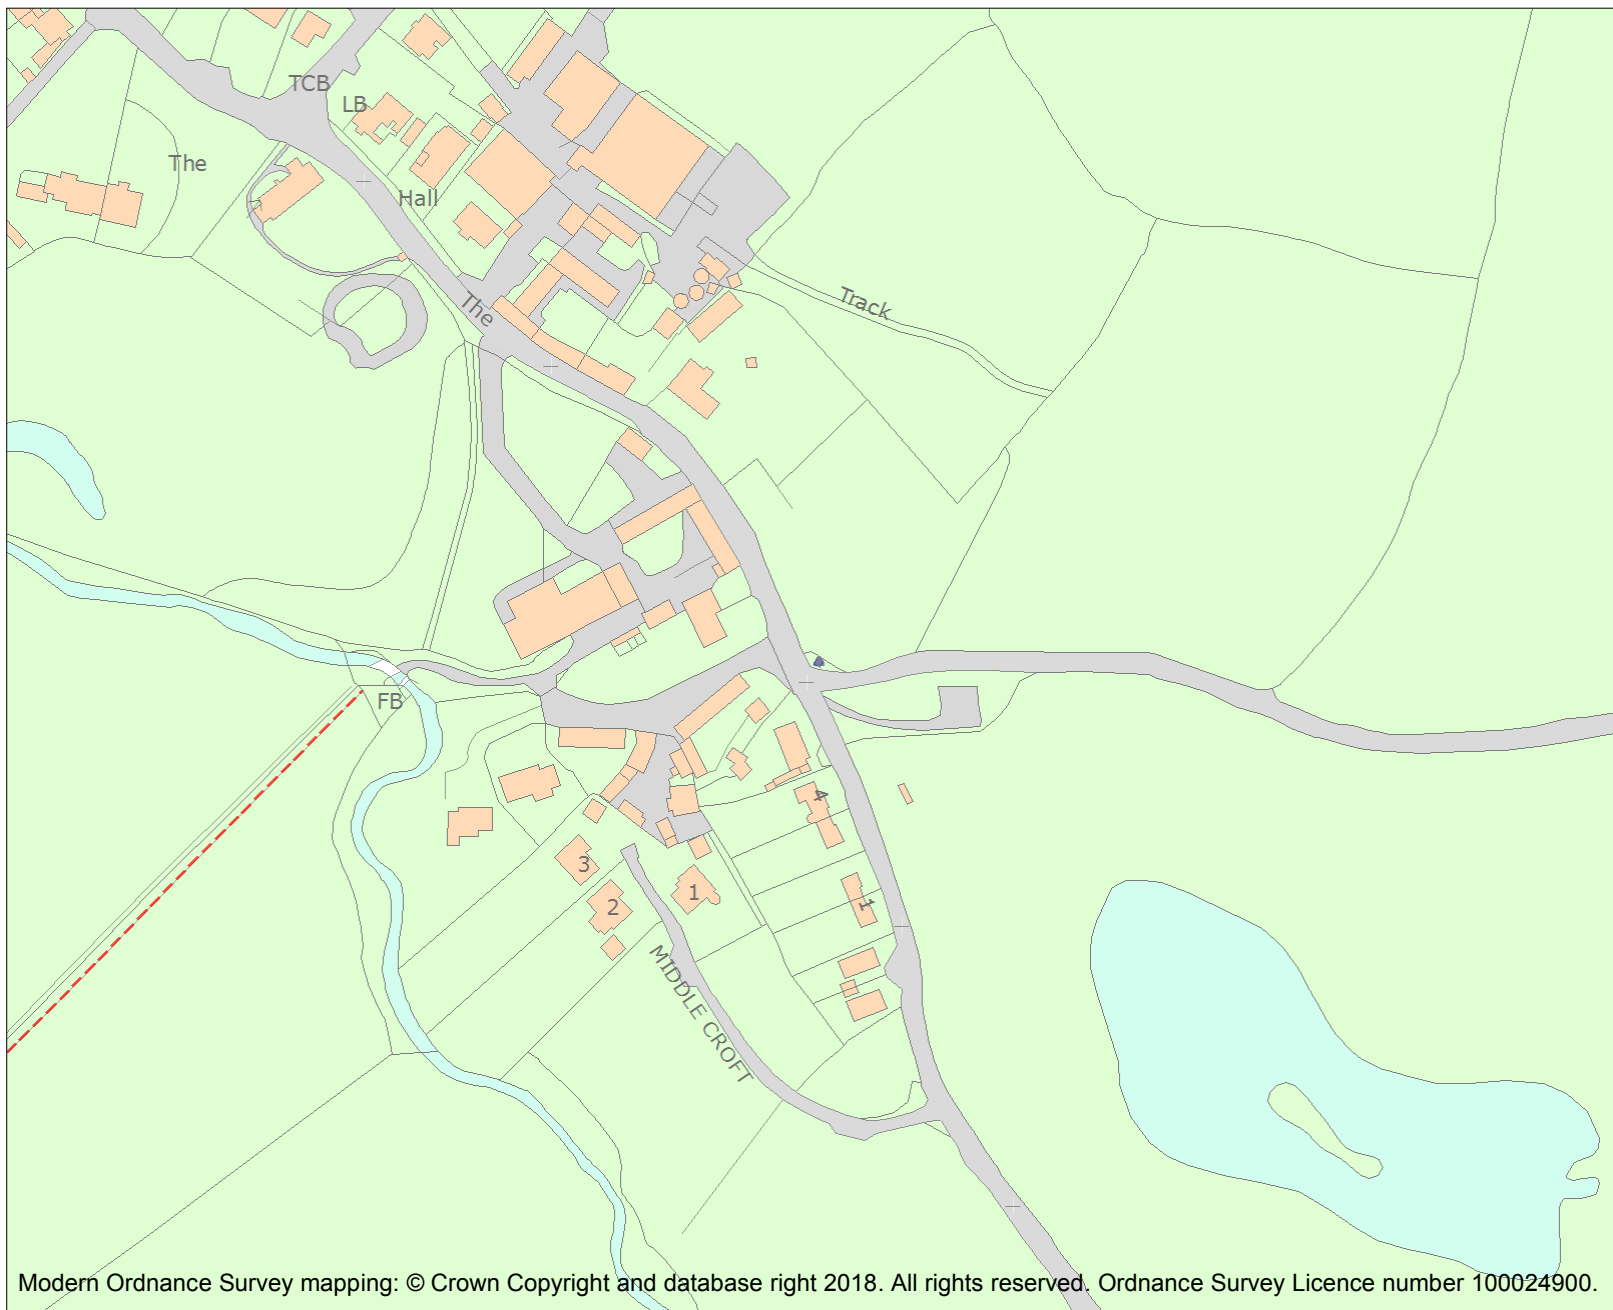 TCB
LB
The
Hall
The
Track
FB
4
3
1
2
1
MIDDLE CROFT
Modern Ordnance Survey mapping: © Crown Copyright and database right 2018. All rights reserved. Ordnance Survey Licence number 100024900.